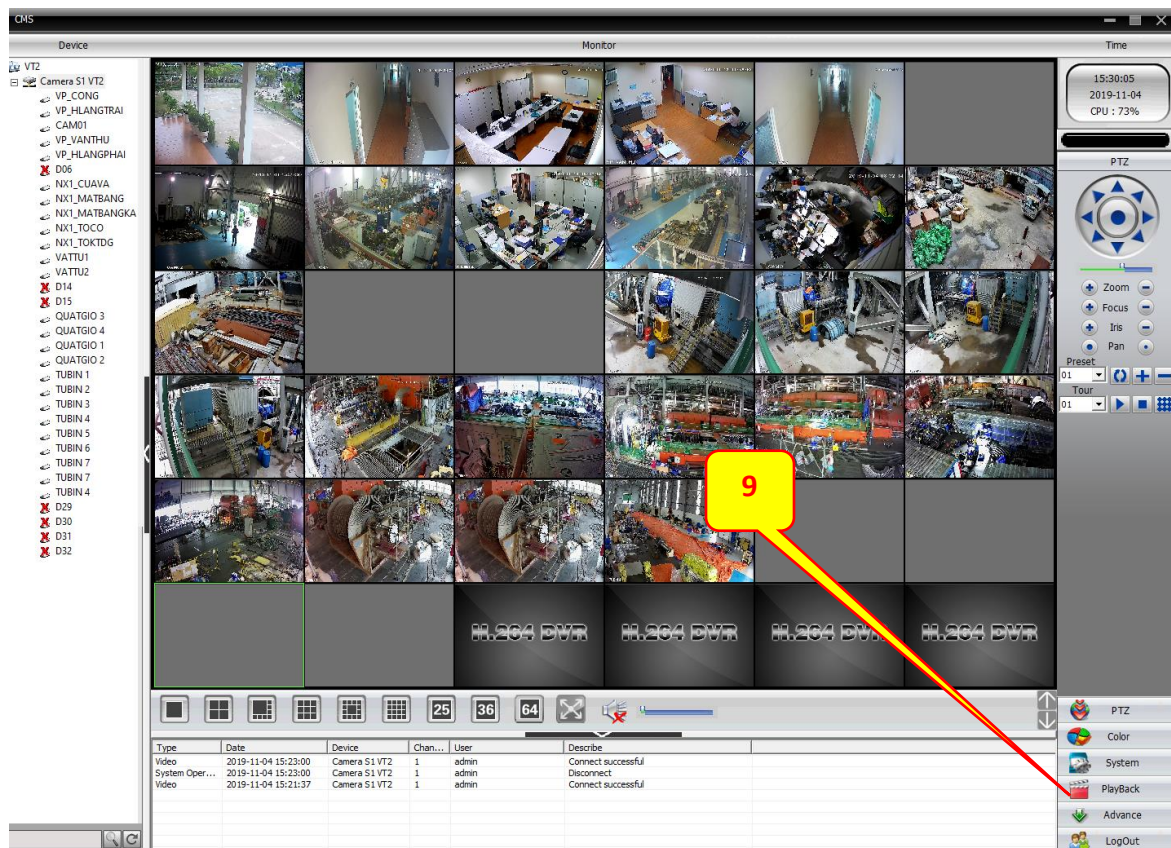 CMS
Device
Monitor
Time
VT2
Camera S1 VT2
VP_CONG
VP_HLANGTRAI
CAM01
VP_VANTHU
VP_HLANGPHAI
D06
NX1_CUAVA
NX1_MATBANG
NX1_MATBANGKA
NX1_TOCO
NX1_TOKTDG
VATTU1
VATTU2
D14
D15
QUATGIO 3
QUATGIO 4
QUATGIO 1
QUATGIO 2
TUBIN 1
TUBIN 2
TUBIN 3
TUBIN 4
TUBIN 5
TUBIN 6
TUBIN 7
TUBIN 7
TUBIN 4
D29
D30
D31
D32
H.264 DVR H.264 DVR H.264 DVR H.264 DVR
9
25 36 64
Type Date Device Chan... User Describe
Video 2019-11-04 15:23:00 Camera S1 VT2 1 admin Connect successful
System Oper... 2019-11-04 15:23:00 Camera S1 VT2 1 admin Disconnect
Video 2019-11-04 15:21:37 Camera S1 VT2 1 admin Connect successful
15:30:05
2019-11-04
CPU : 73%
PTZ
Zoom
Focus
Iris
Pan
Preset
01
Tour
01
PTZ
Color
System
PlayBack
Advance
LogOut